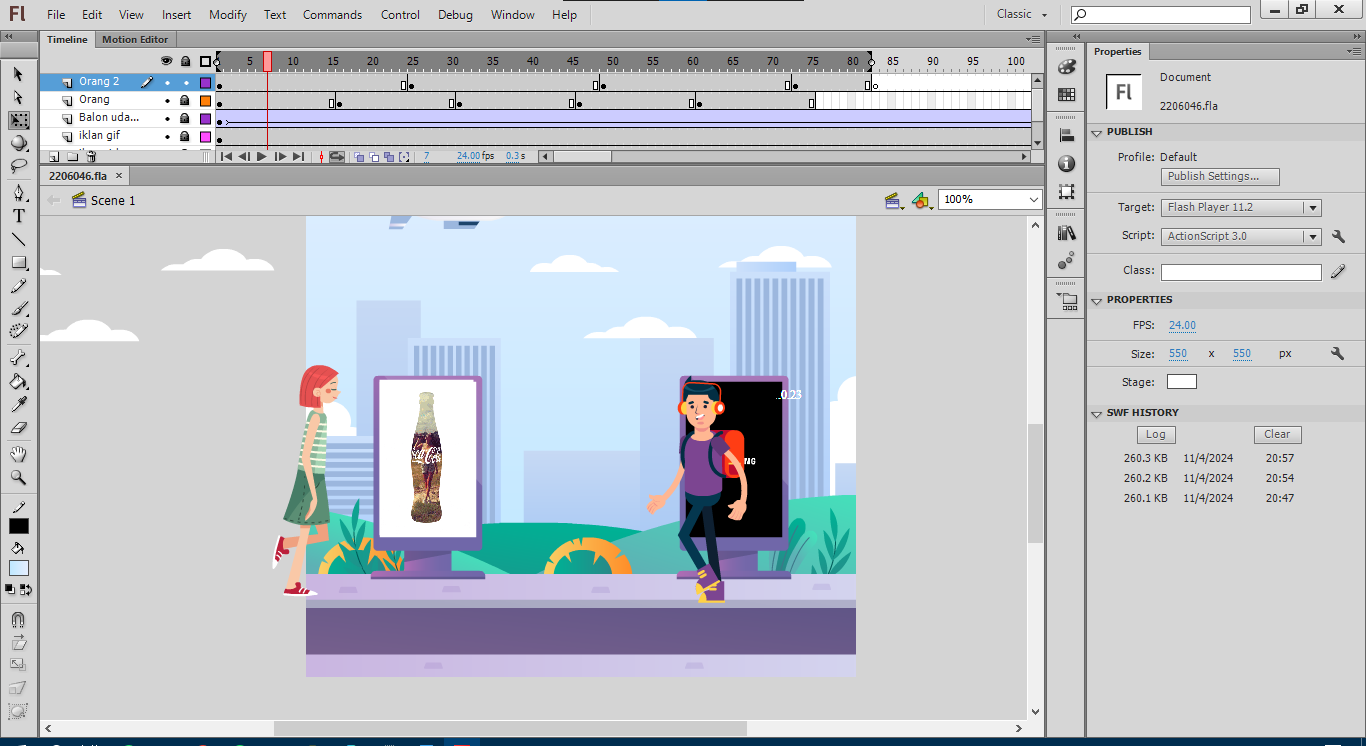 Fl File Edit View Insert Modify Text Commands Control Debug Window Help Classic
Timeline Motion Editor
5 10 15 20 25 30 35 40 45 50 55 60 65 70 75 80 85 90 95 100
Orang 2
Orang
Balon uda...
iklan gif
7 24.00 fps 0.3 s
2206046.fla
Scene 1
100%
0.23
Coca-Cola
T
Properties
Fl
Document
2206046.fla
PUBLISH
Profile: Default
Publish Settings...
Target: Flash Player 11.2
Script: ActionScript 3.0
Class:
PROPERTIES
FPS: 24.00
Size: 550 x 550 px
Stage:
SWF HISTORY
Log Clear
260.3 KB 11/4/2024 20:57
260.2 KB 11/4/2024 20:54
260.1 KB 11/4/2024 20:47